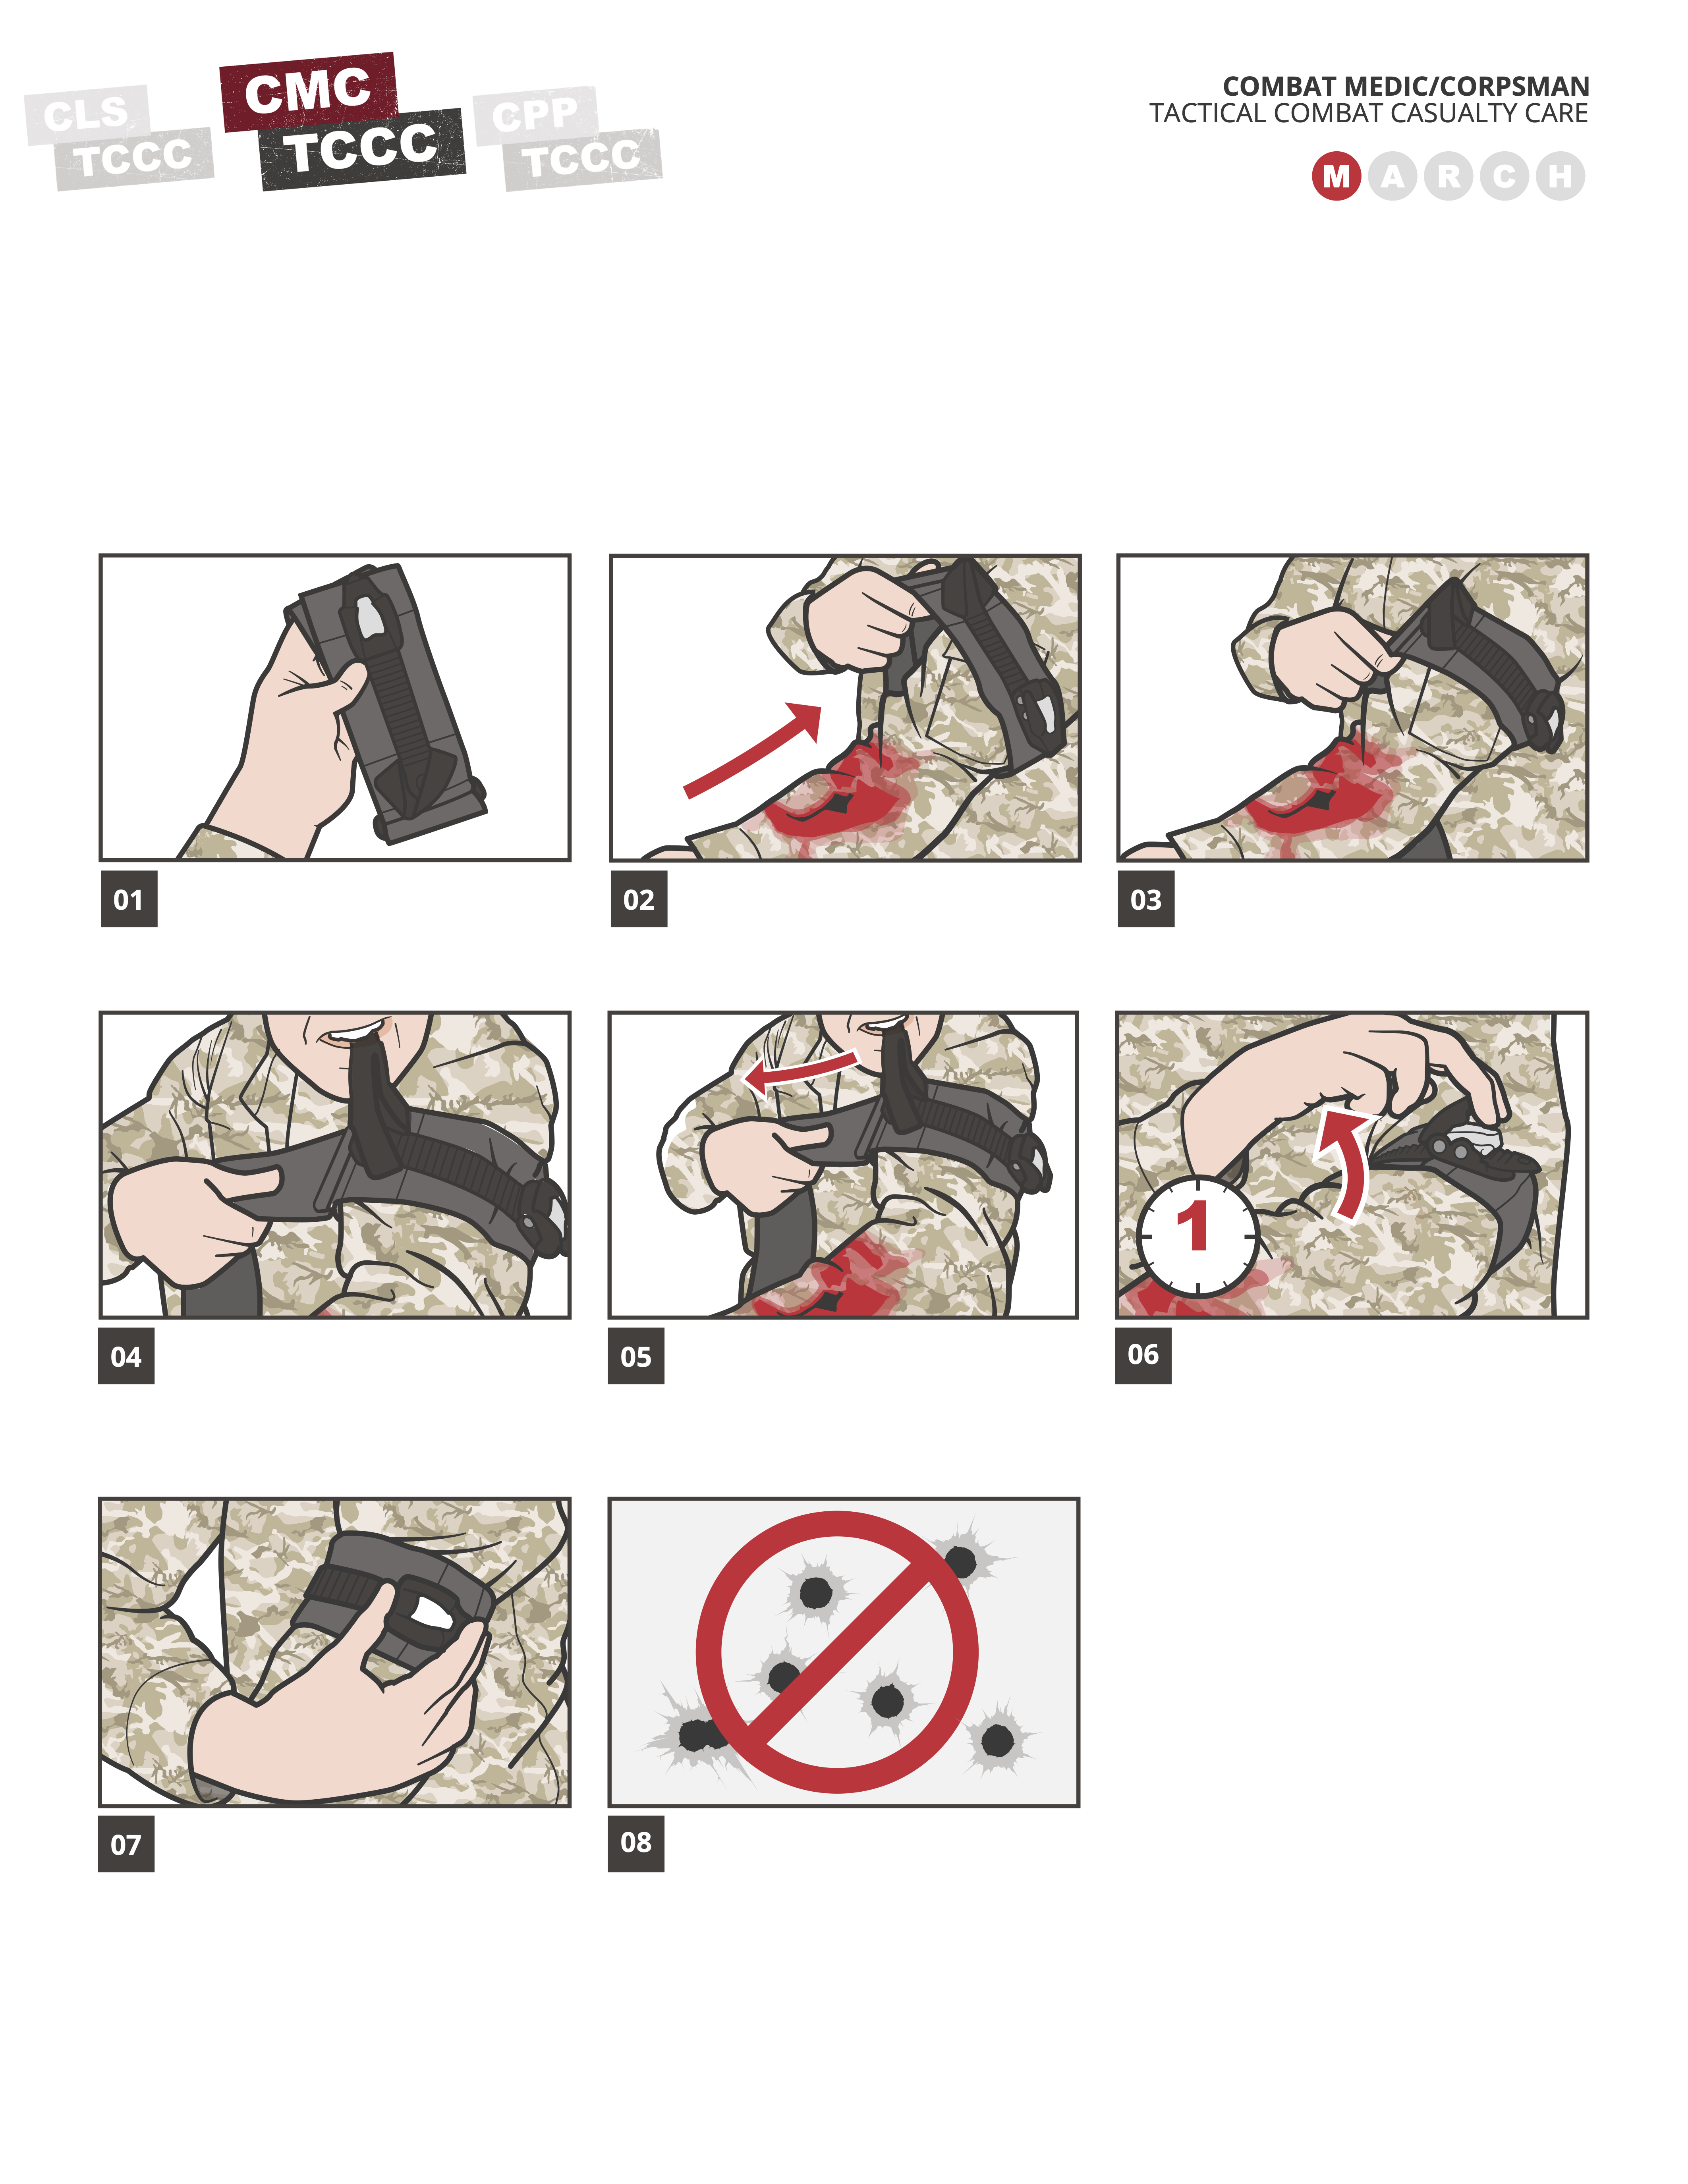 CLS
TCCC
CMC
TCCC
CPP
TCCC
COMBAT MEDIC/CORPSMAN
TACTICAL COMBAT CASUALTY CARE
M A R C H
01
02
03
04
05
1
06
07
08